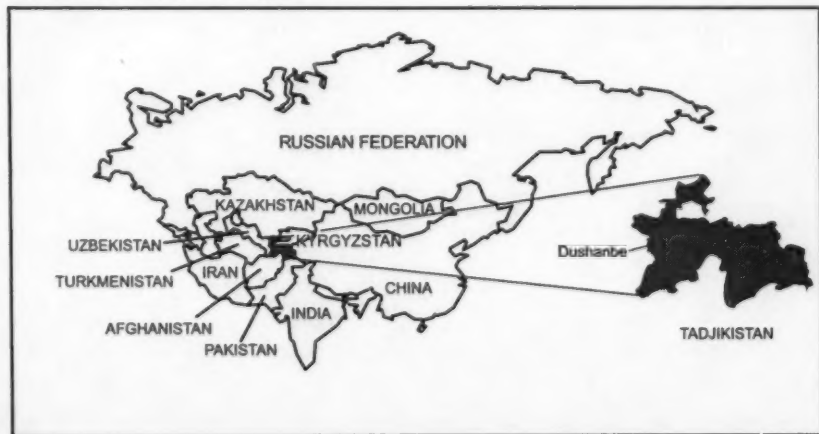 RUSSIAN FEDERATION
KAZAKHSTAN
MONGOLIA
UZBEKISTAN
KYRGYZSTAN
Dushanbe
TURKMENISTAN
IRAN
CHINA
AFGHANISTAN
INDIA
PAKISTAN
TADJIKISTAN